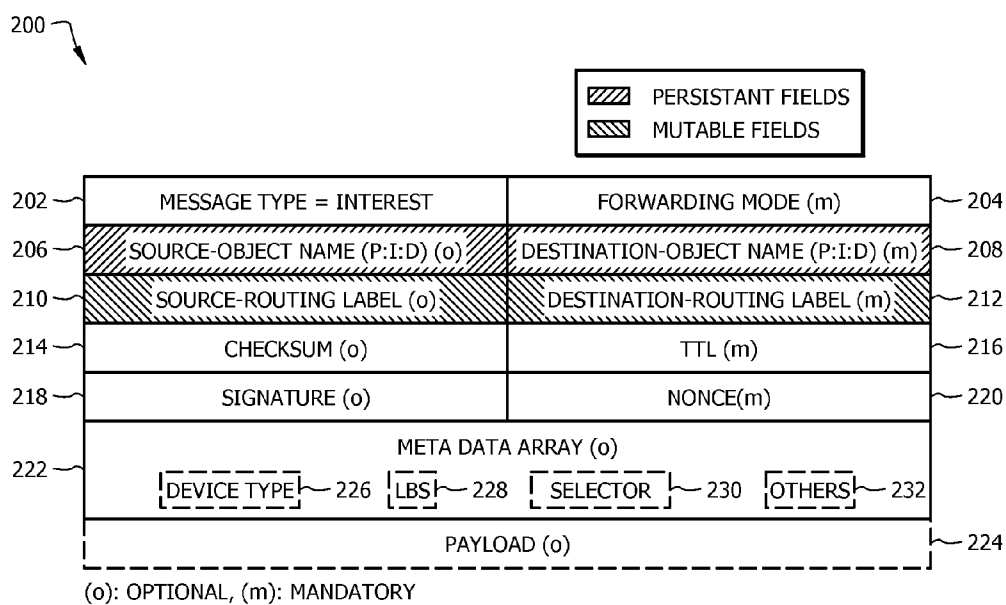 200
PERSISTANT FIELDS
MUTABLE FIELDS
202 MESSAGE TYPE = INTEREST FORWARDING MODE (m) 204
206 SOURCE-OBJECT NAME (P:I:D) (o) DESTINATION-OBJECT NAME (P:I:D) (m) 208
210 SOURCE-ROUTING LABEL (o) DESTINATION-ROUTING LABEL (m) 212
214 CHECKSUM (o) TTL (m) 216
218 SIGNATURE (o) NONCE(m) 220
META DATA ARRAY (o)
222
DEVICE TYPE 226 LBS 228 SELECTOR 230 OTHERS 232
PAYLOAD (o) 224
(o): OPTIONAL, (m): MANDATORY